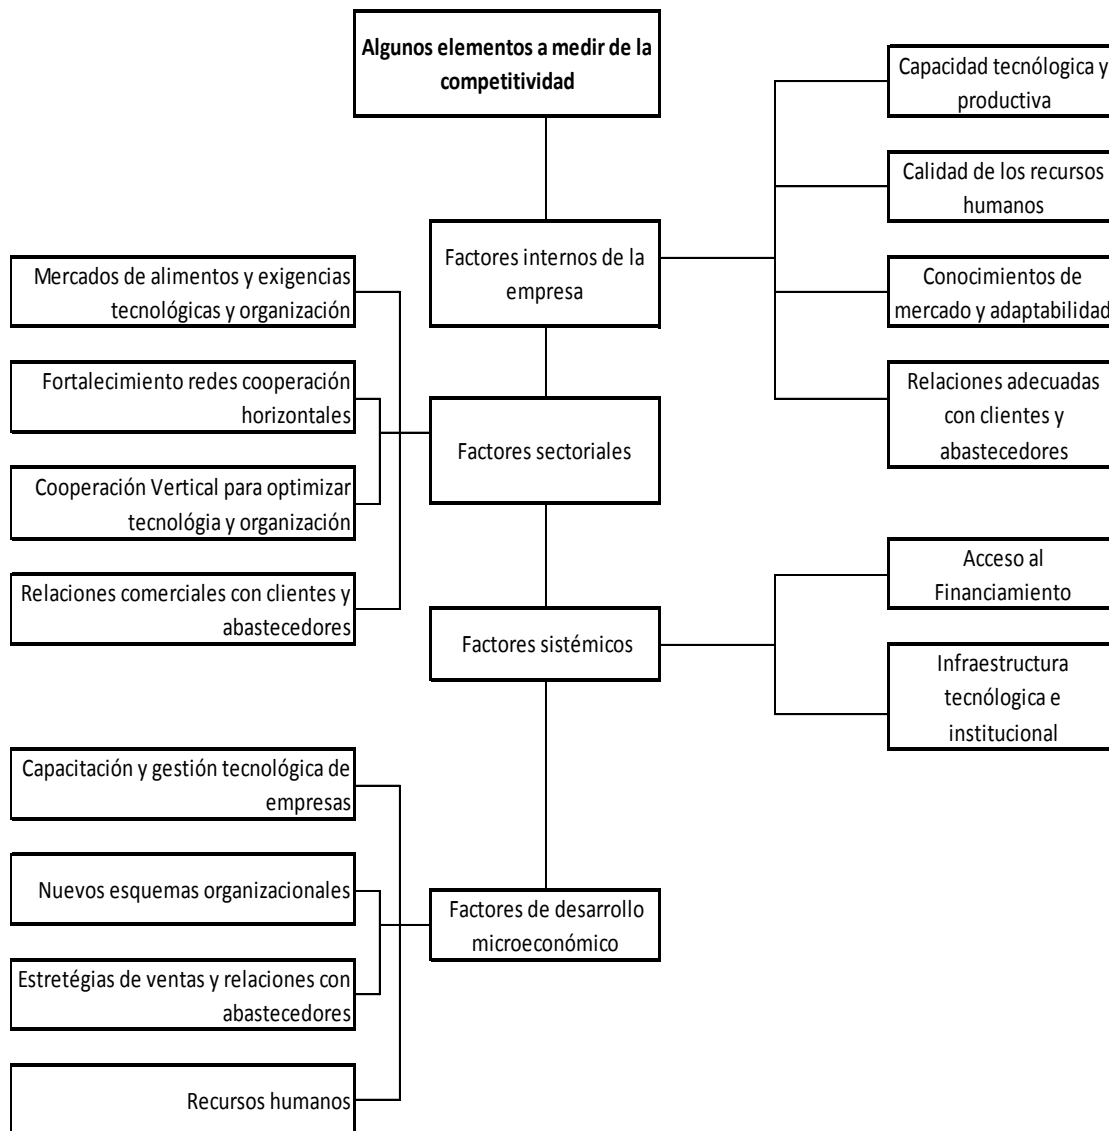 Algunos elementos a medir de la
competitividad
Capacidad tecnólogica y
productiva
Calidad de los recursos
humanos
Factores internos de la
empresa
Conocimientos de
mercado y adaptabilidad
Relaciones adecuadas
con clientes y
abastecedores
Mercados de alimentos y exigencias
tecnológicas y organización
Fortalecimiento redes cooperación
horizontales
Factores sectoriales
Cooperación Vertical para optimizar
tecnológia y organización
Relaciones comerciales con clientes y
abastecedores
Factores sistémicos
Acceso al
Financiamiento
Infraestructura
tecnólogica e
institucional
Capacitación y gestión tecnológica de
empresas
Nuevos esquemas organizacionales
Factores de desarrollo
microeconómico
Estretégias de ventas y relaciones con
abastecedores
Recursos humanos